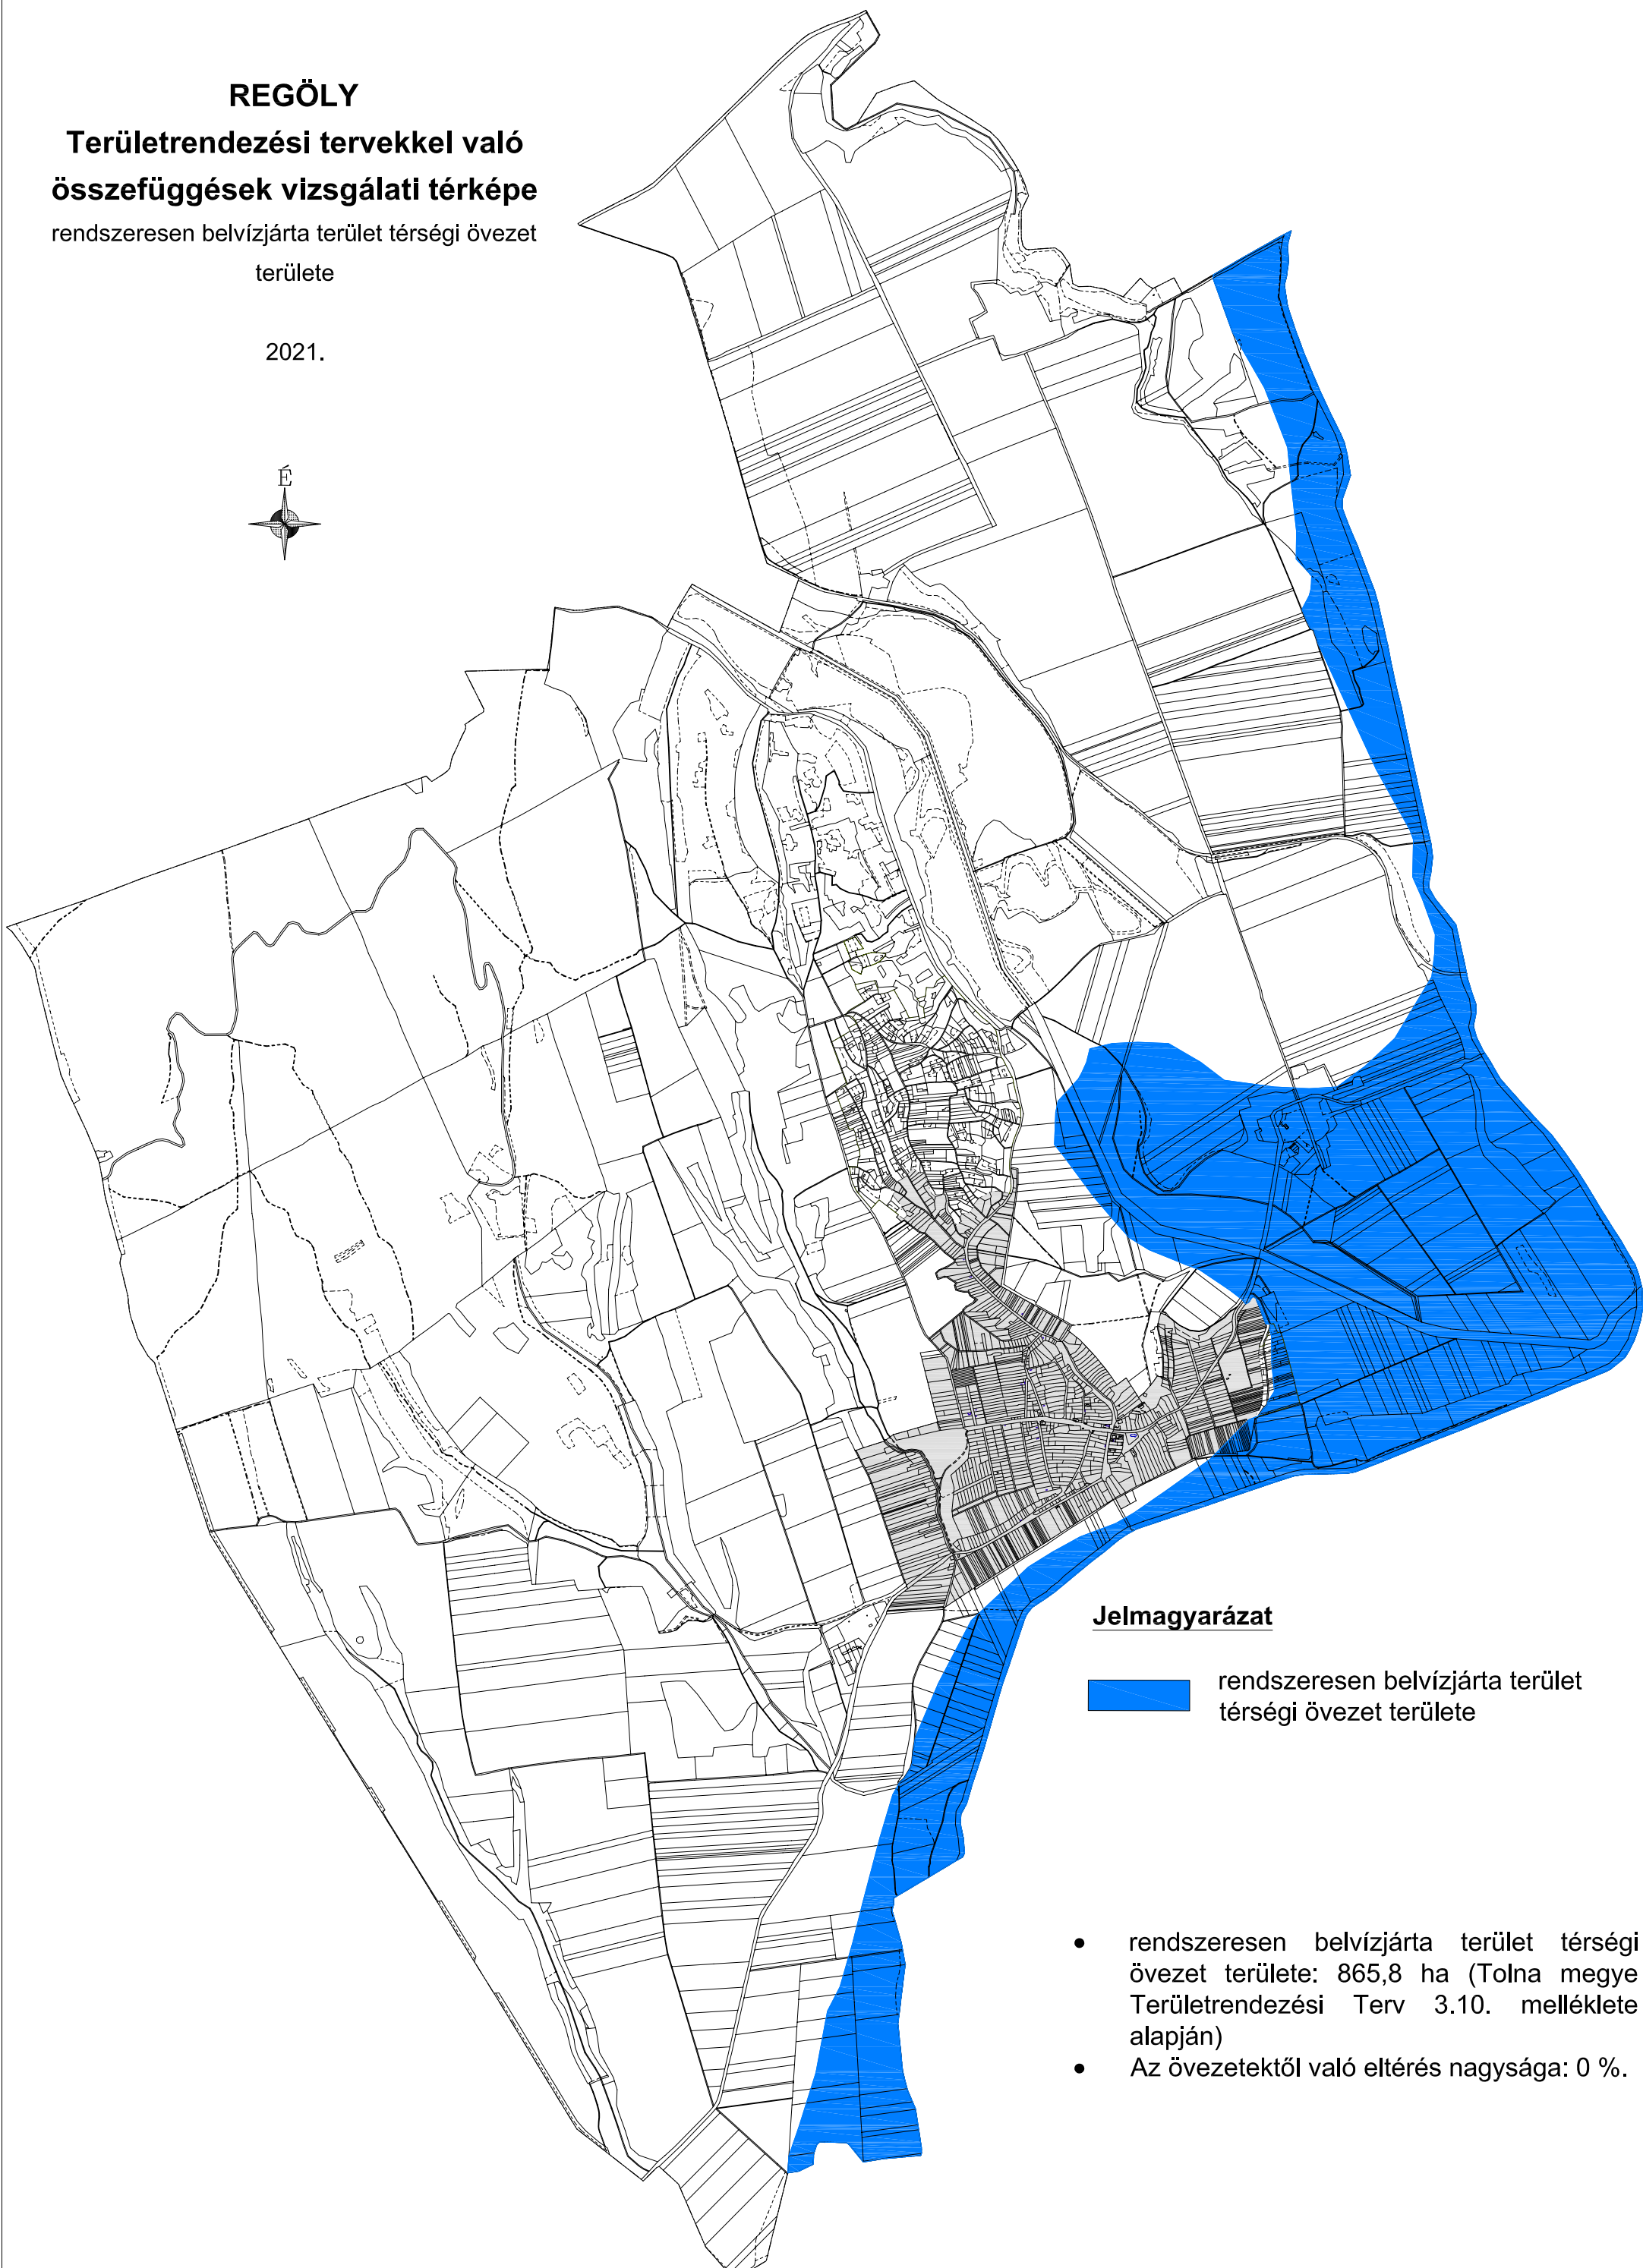 REGÖLY
Területrendezési tervekkel való
összefüggések vizsgálati térképe
rendszeresen belvízjárta terület térségi övezet
területe
2021.
É
Jelmagyarázat
rendszeresen belvízjárta terület
térségi övezet területe
• rendszeresen belvízjárta terület térségi
övezet területe: 865,8 ha (Tolna megye
Területrendezési Terv 3.10. melléklete
alapján)
• Az övezetektől való eltérés nagysága: 0 %.